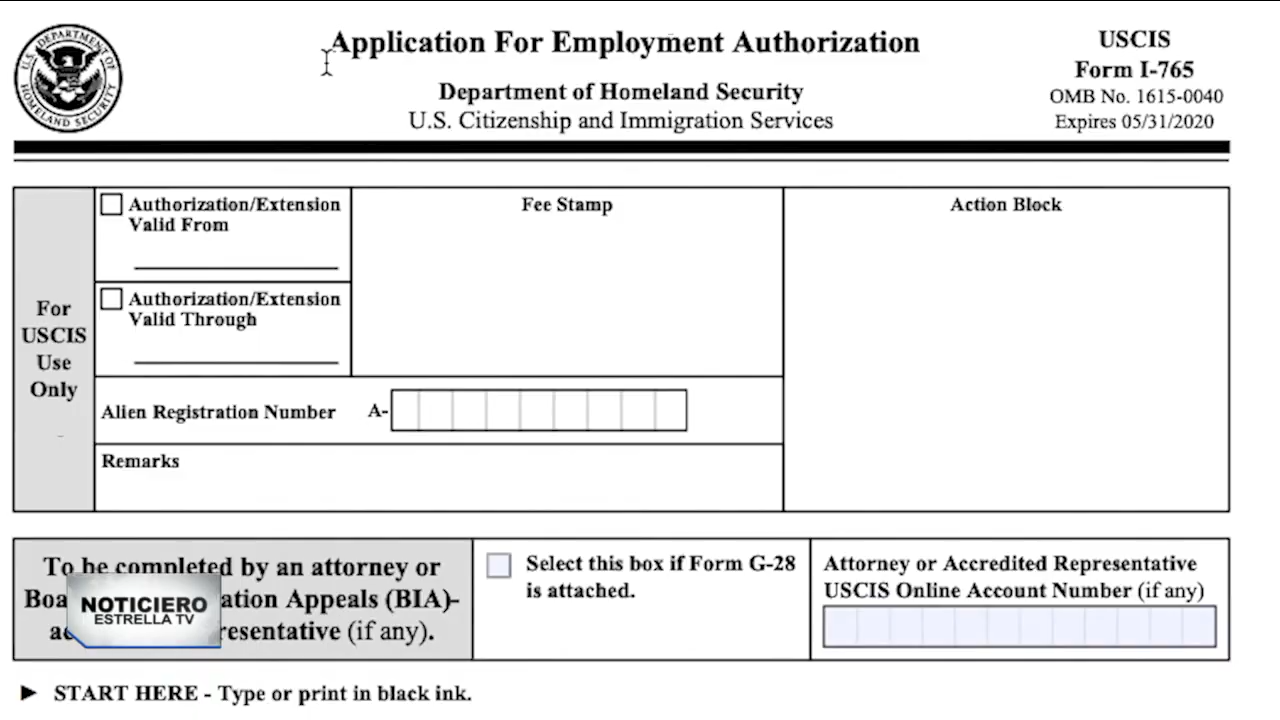 U.S. DEPARTMENT OF HOMELAND SECURITY
Application For Employment Authorization
Department of Homeland Security
U.S. Citizenship and Immigration Services
USCIS
Form I-765
OMB No. 1615-0040
Expires 05/31/2020
For
USCIS
Use
Only
Authorization/Extension
Valid From
Authorization/Extension
Valid Through
Fee Stamp
Action Block
Alien Registration Number A-
Remarks
To be completed by an attorney or
ation Appeals (BIA)-
resentative (if any).
NOTICIERO
ESTRELLA TV
Select this box if Form G-28
is attached.
Attorney or Accredited Representative
USCIS Online Account Number (if any)
► START HERE - Type or print in black ink.